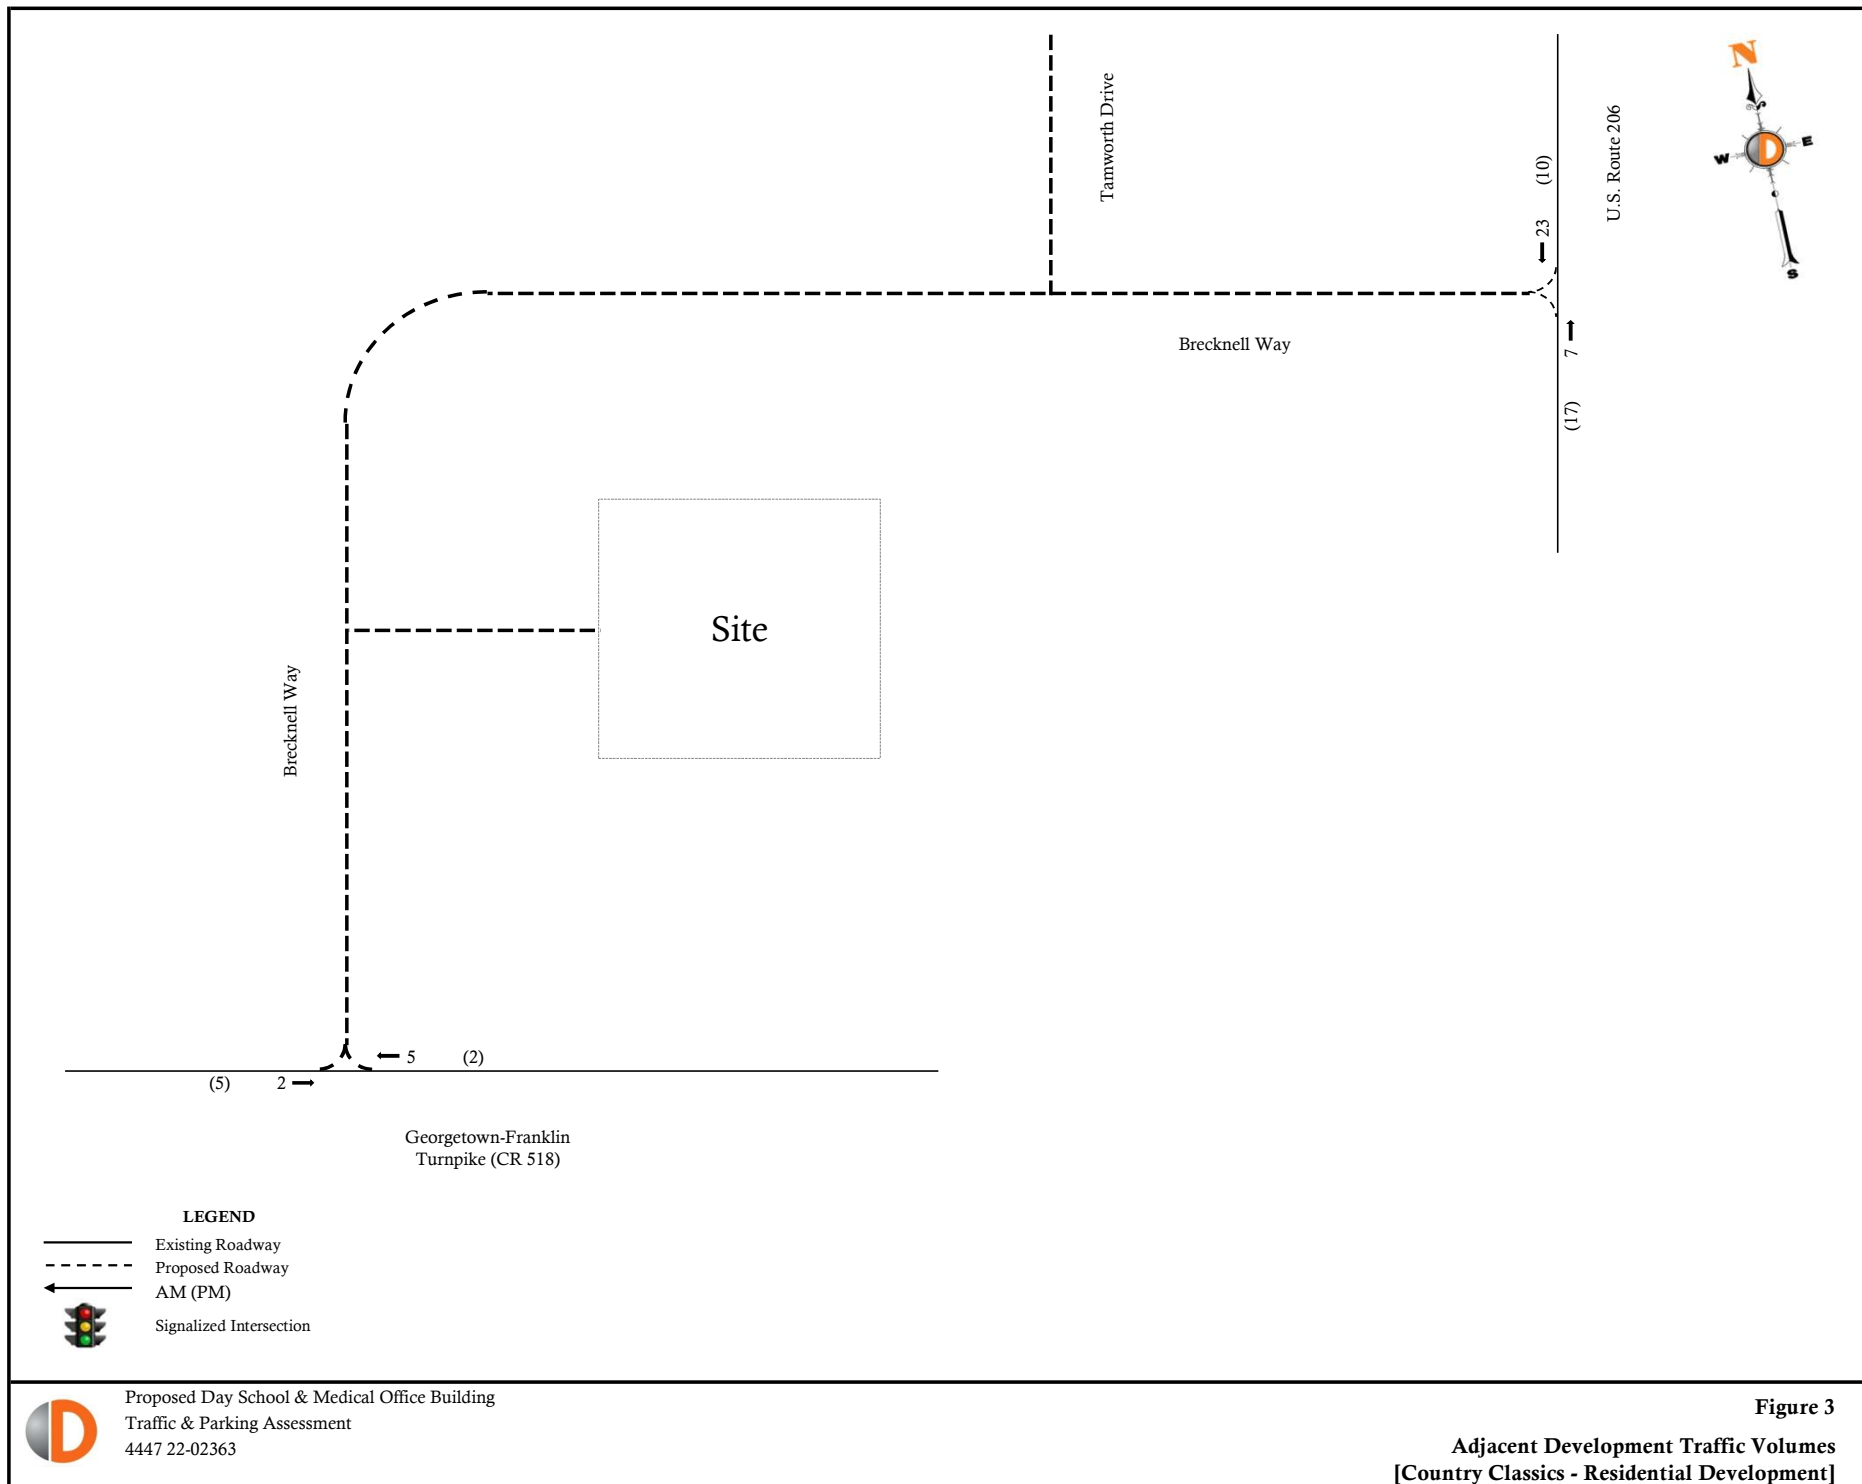 N
W
E
S
D
Tamworth Drive
(10)
23
U.S. Route 206
Brecknell Way
7
(17)
Site
Brecknell Way
5 (2)
(5) 2
Georgetown-Franklin
Turnpike (CR 518)
LEGEND
Existing Roadway
Proposed Roadway
AM (PM)
Signalized Intersection
D
Proposed Day School & Medical Office Building
Traffic & Parking Assessment
4447 22-02363
Figure 3
Adjacent Development Traffic Volumes
[Country Classics - Residential Development]